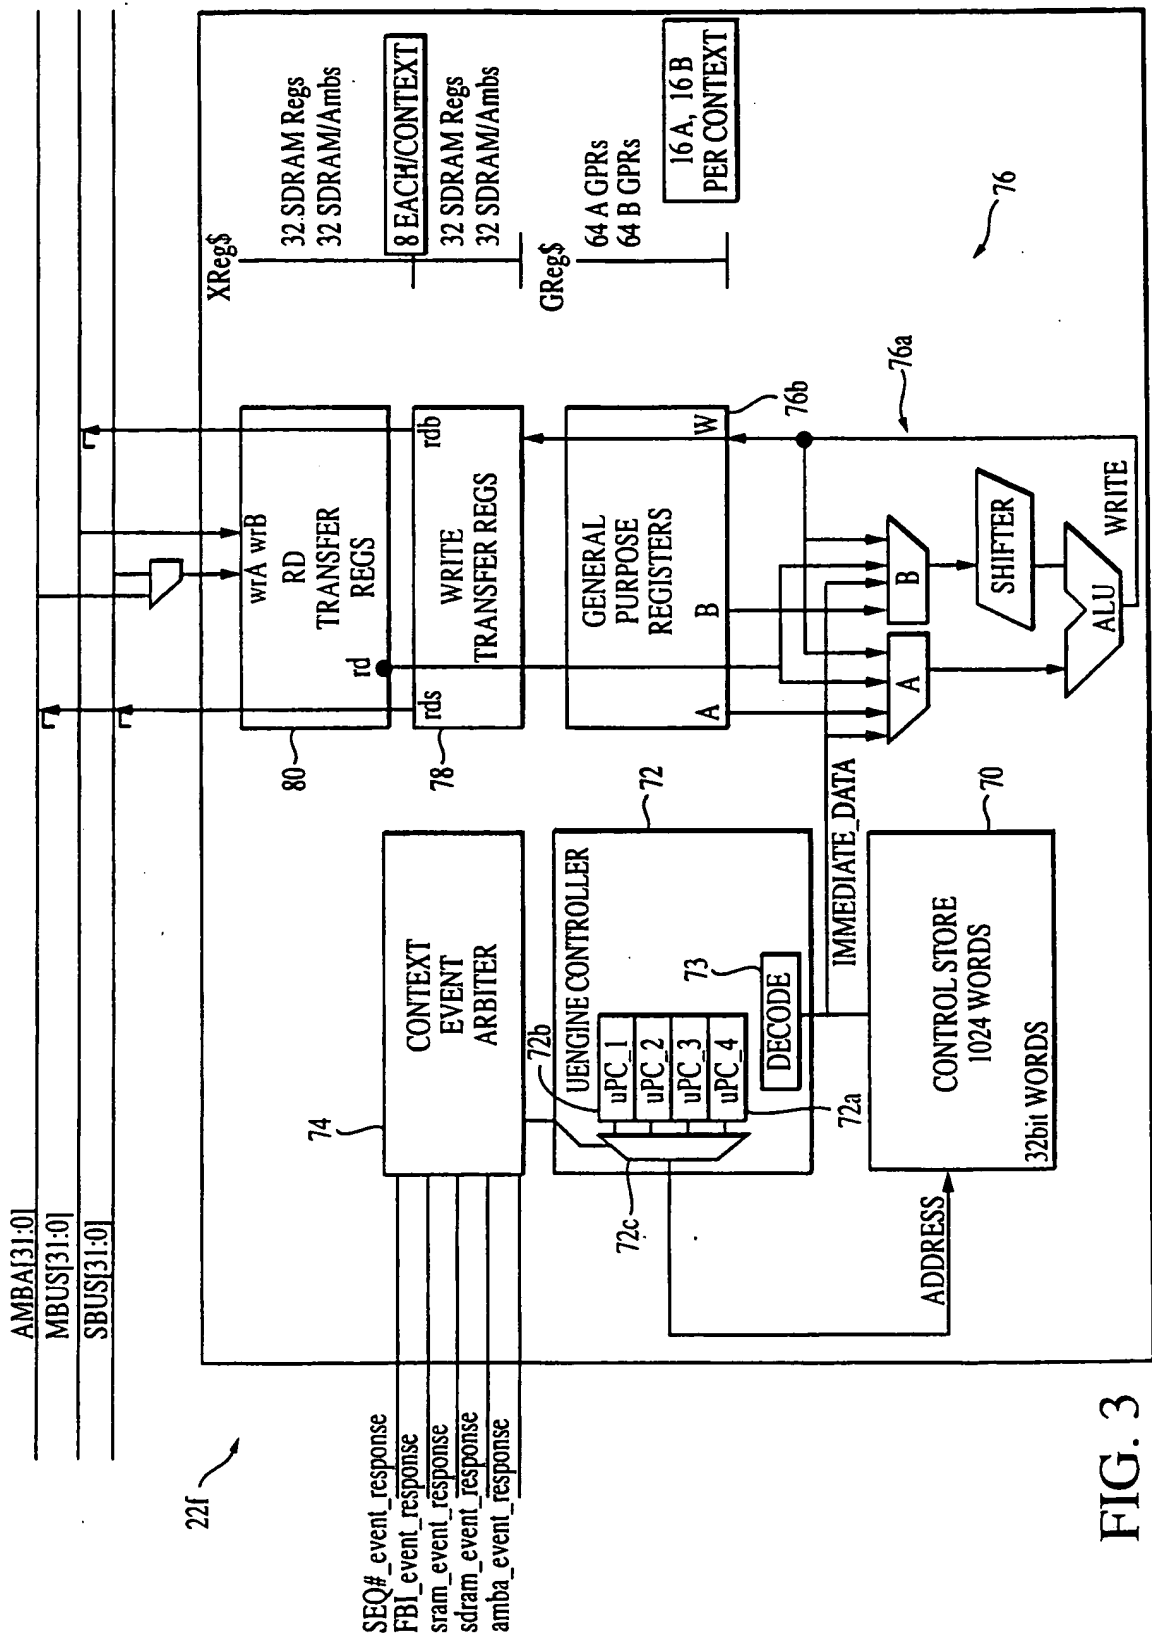 AMBA[31:0]
MBUS[31:0]
SBUS[31:0]
22f
SEQ#_event_response
FBI_event_response
sram_event_response
sdram_event_response
amba_event_response
74
CONTEXT
EVENT
ARBITER
72b
72
UENGINE CONTROLLER
uPC_1
uPC_2
uPC_3
uPC_4
72a
72c
73
DECODE
ADDRESS
70
CONTROL STORE
1024 WORDS
32bit WORDS
IMMEDIATE_DATA
80
wrA wrB
RD
TRANSFER
REGS
rd
78
rds
rdb
WRITE
TRANSFER REGS
GENERAL
PURPOSE
REGISTERS
A
B
W
76b
76a
A
B
SHIFTER
ALU
WRITE
76
XReg$
32 SDRAM Regs
32 SDRAM/Ambs
8 EACH/CONTEXT
32 SDRAM Regs
32 SDRAM/Ambs
GReg$
64 A GPRs
64 B GPRs
16 A, 16 B
PER CONTEXT
FIG. 3